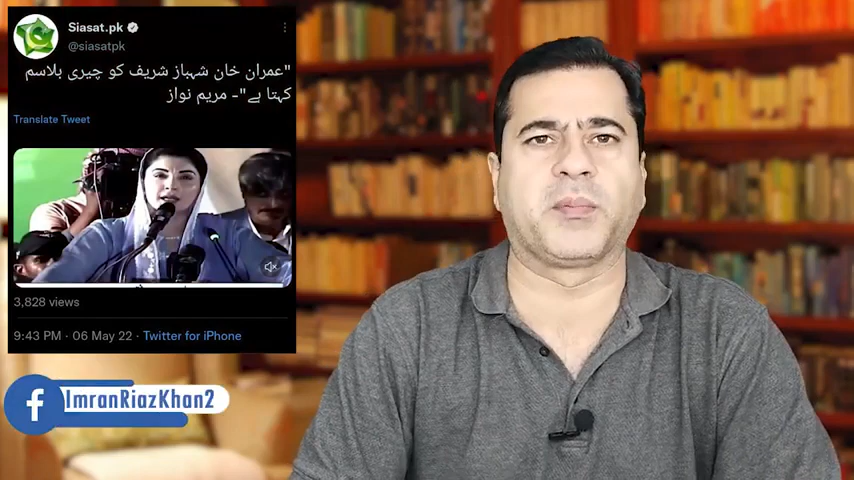 Siasat.pk
@siasatpk
"عمران خان شہباز شریف کو چیری بلاسم
کہتا ہے"- مریم نواز
Translate Tweet
3,828 views
9:43 PM · 06 May 22 · Twitter for iPhone
f ImranRiazKhan2